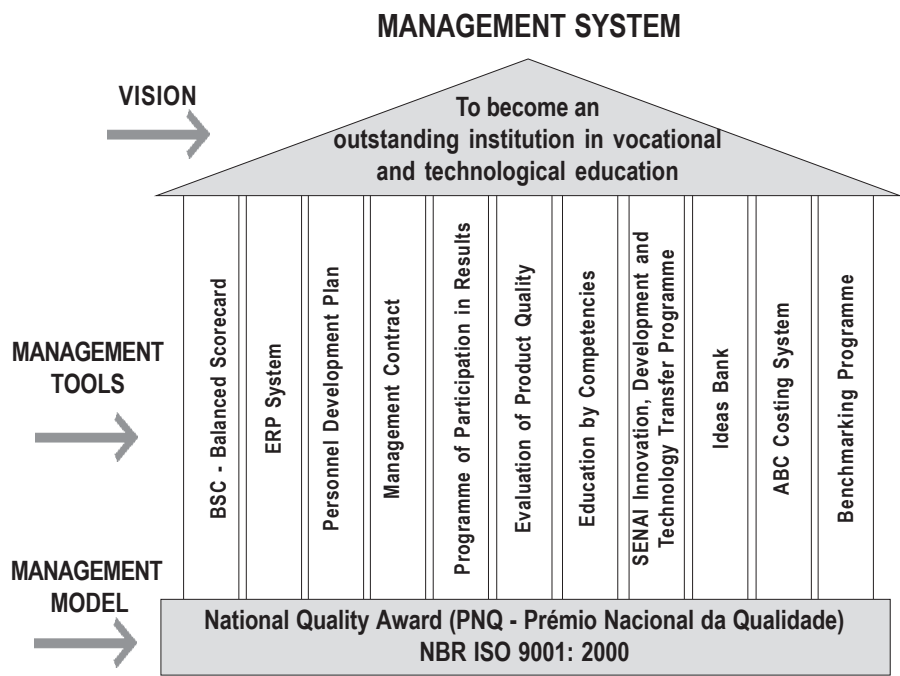 MANAGEMENT SYSTEM
VISION
To become an
outstanding institution in vocational
and technological education
MANAGEMENT
TOOLS
BSC - Balanced Scorecard
ERP System
Personnel Development Plan
Management Contract
Programme of Participation in Results
Evaluation of Product Quality
Education by Competencies
SENAI Innovation, Development and
Technology Transfer Programme
Ideas Bank
ABC Costing System
Benchmarking Programme
MANAGEMENT
MODEL
National Quality Award (PNQ - Prémio Nacional da Qualidade)
NBR ISO 9001: 2000